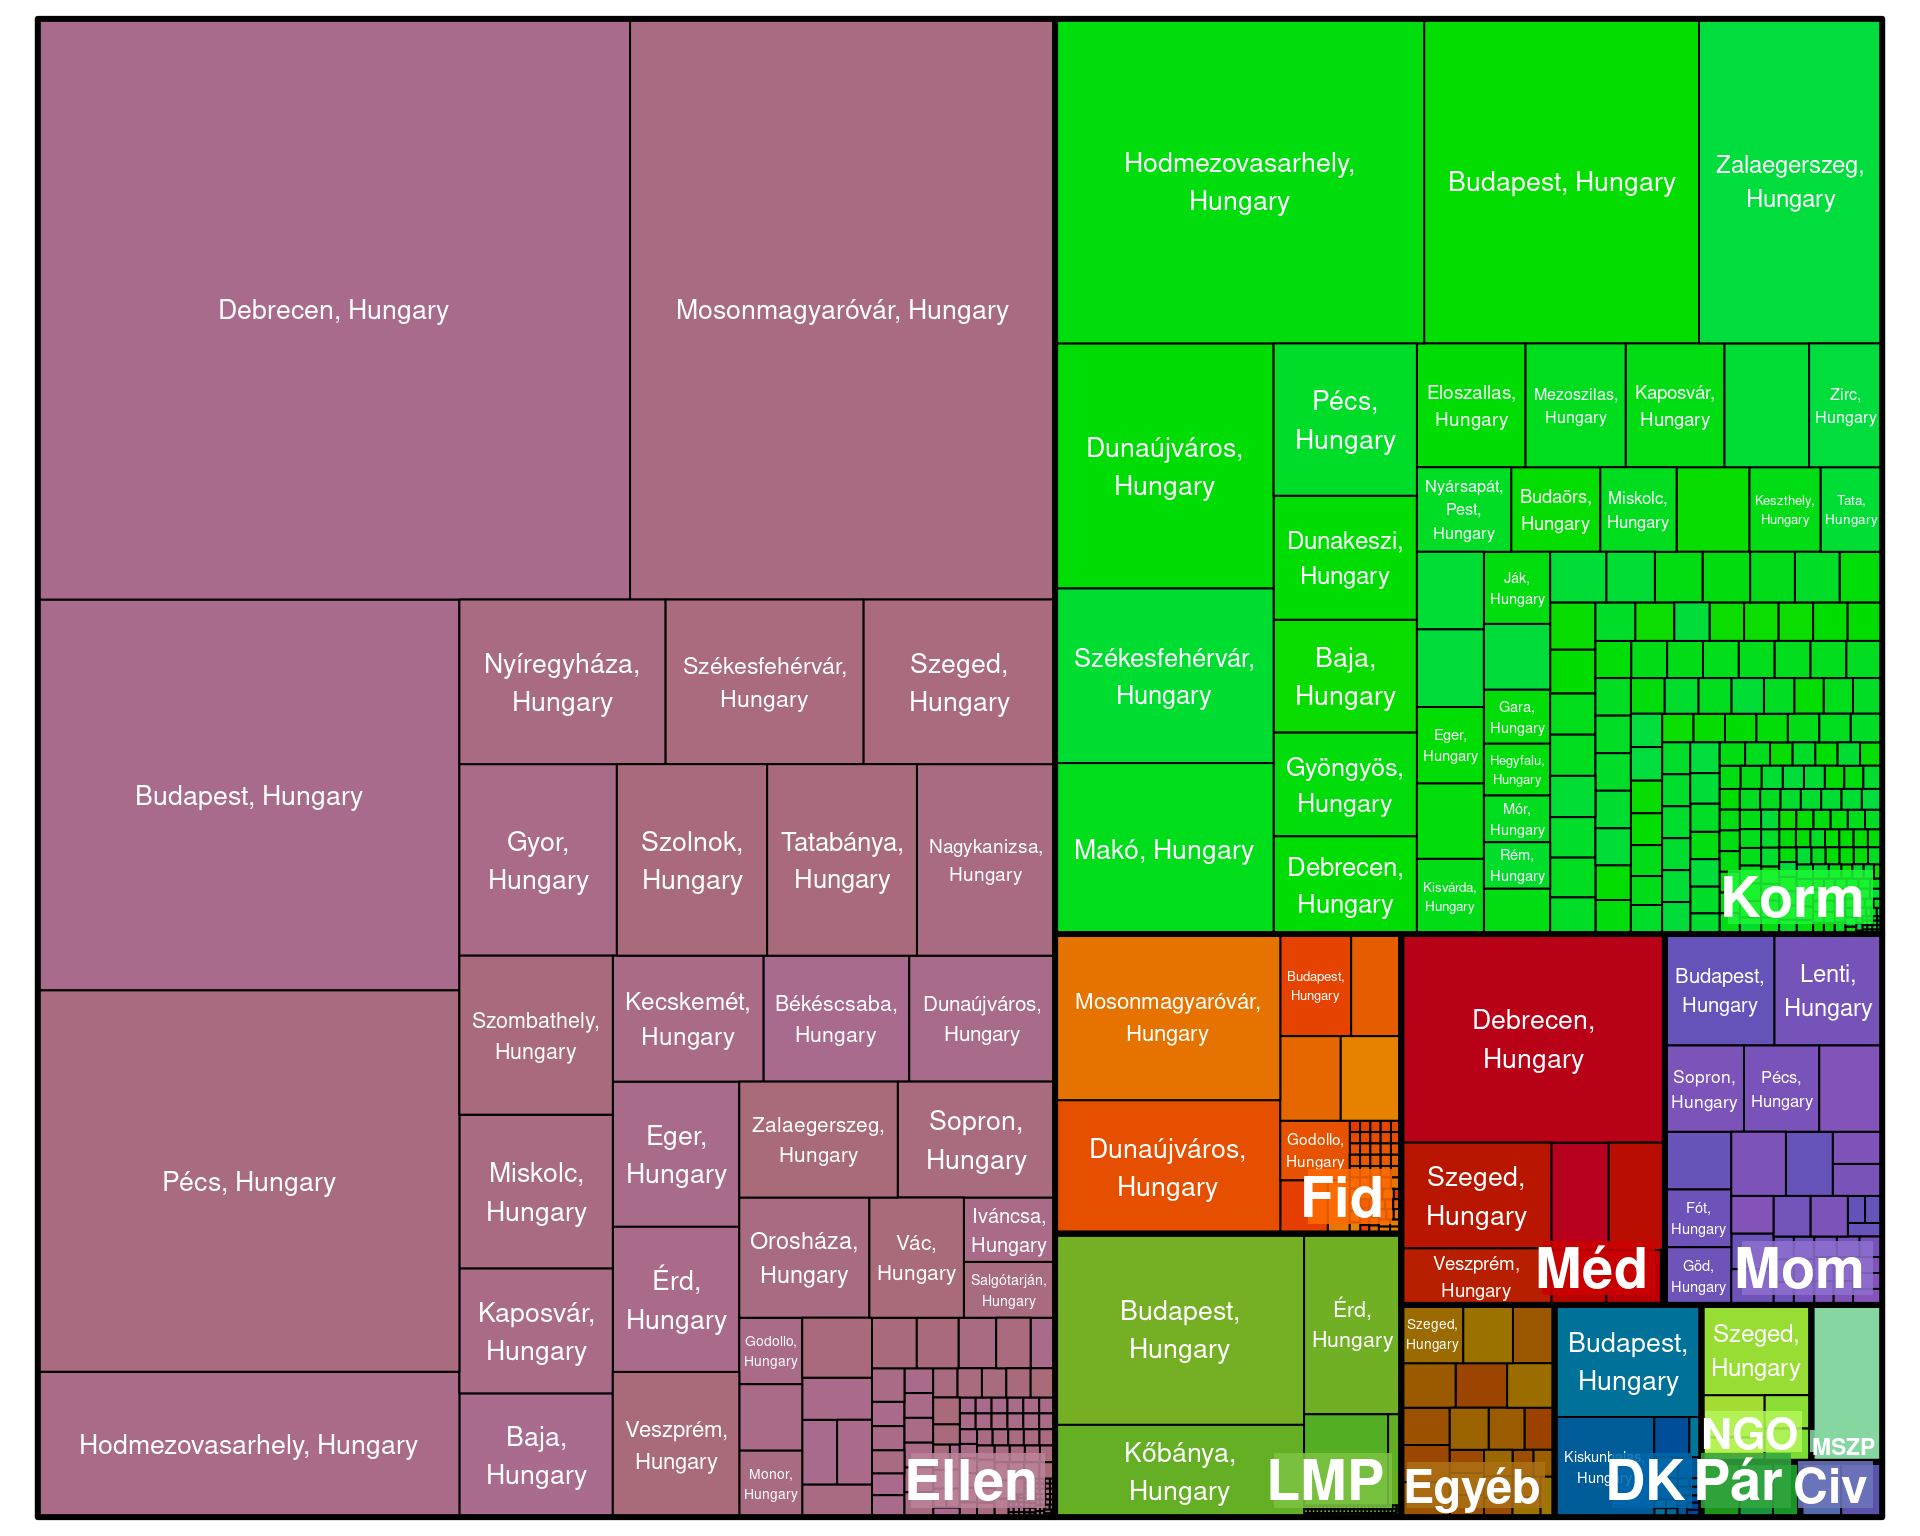 Debrecen, Hungary
Mosonmagyaróvár, Hungary
Budapest, Hungary
Pécs, Hungary
Hodmezovasarhely, Hungary
Nyíregyháza,
Hungary
Székesfehérvár,
Hungary
Szeged,
Hungary
Gyor,
Hungary
Szolnok,
Hungary
Tatabánya,
Hungary
Nagykanizsa,
Hungary
Szombathely,
Hungary
Kecskemét,
Hungary
Békéscsaba,
Hungary
Dunaújváros,
Hungary
Miskolc,
Hungary
Eger,
Hungary
Zalaegerszeg,
Hungary
Sopron,
Hungary
Kaposvár,
Hungary
Érd,
Hungary
Orosháza,
Hungary
Vác,
Hungary
Iváncsa,
Hungary
Salgótarján,
Hungary
Baja,
Hungary
Veszprém,
Hungary
Godollo,
Hungary
Monor,
Hungary
Ellen
Hodmezovasarhely,
Hungary
Budapest, Hungary
Zalaegerszeg,
Hungary
Dunaújváros,
Hungary
Székesfehérvár,
Hungary
Makó, Hungary
Pécs,
Hungary
Dunakeszi,
Hungary
Baja,
Hungary
Gyöngyös,
Hungary
Debrecen,
Hungary
Eloszallas,
Hungary
Mezoszilas,
Hungary
Kaposvár,
Hungary
Zirc,
Hungary
Nyársapát,
Pest,
Hungary
Budaörs,
Hungary
Miskolc,
Hungary
Keszthely,
Hungary
Tata,
Hungary
Ják,
Hungary
Gara,
Hungary
Eger,
Hungary
Hegyfalu,
Hungary
Mór,
Hungary
Rém,
Hungary
Kisvárda,
Hungary
Korm
Mosonmagyaróvár,
Hungary
Dunaújváros,
Hungary
Budapest,
Hungary
Godollo,
Hungary
Fid
Debrecen,
Hungary
Szeged,
Hungary
Veszprém,
Hungary
Méd
Budapest,
Hungary
Lenti,
Hungary
Sopron,
Hungary
Pécs,
Hungary
Fót,
Hungary
Göd,
Hungary
Mom
Budapest,
Hungary
Érd,
Hungary
Kőbánya,
Hungary
LMP
Szeged,
Hungary
Egyéb
Budapest,
Hungary
DK
Szeged,
Hungary
NGO
MSZP
Pár
Civ